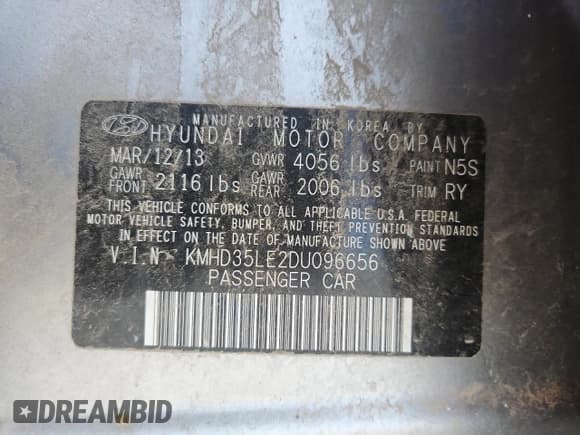 MANUFACTURED IN KOREA BY
HYUNDAI MOTOR COMPANY
MAR/12/13 GVWR 4056 lbs PAINT N5S
GAWR FRONT 2116 lbs GAWR REAR 2006 lbs TRIM RY
THIS VEHICLE CONFORMS TO ALL APPLICABLE U.S.A. FEDERAL
MOTOR VEHICLE SAFETY, BUMPER, AND THEFT PREVENTION STANDARDS
IN EFFECT ON THE DATE OF MANUFACTURE SHOWN ABOVE.
V.I.N KMHD35LE2DU096656
PASSENGER CAR
DREAMBID